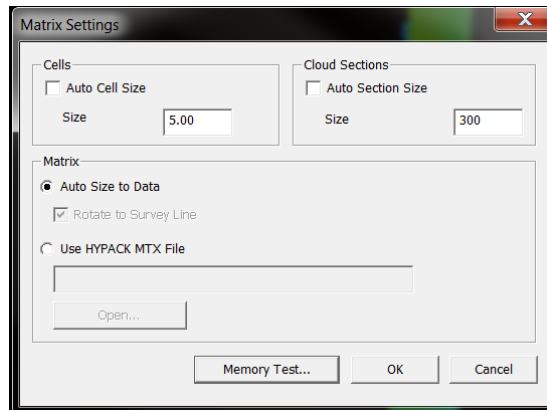 Matrix Settings
Cells
Auto Cell Size
Size 5.00
Cloud Sections
Auto Section Size
Size 300
Matrix
Auto Size to Data
Rotate to Survey Line
Use HYPACK MTX File
Open...
Memory Test... OK Cancel